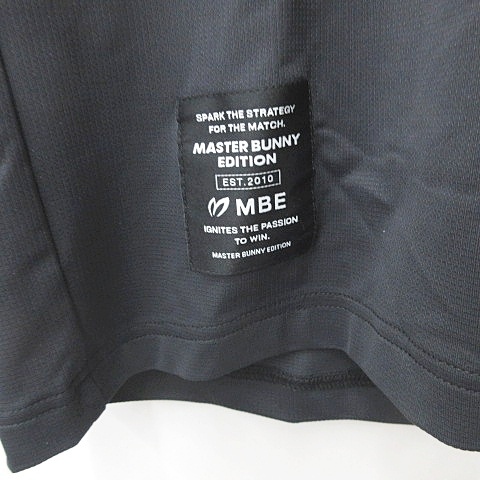 SPARK THE STRATEGY
FOR THE MATCH.
MASTER BUNNY
EDITION
EST.2010
MBE
IGNITES THE PASSION
TO WIN.
MASTER BUNNY EDITION